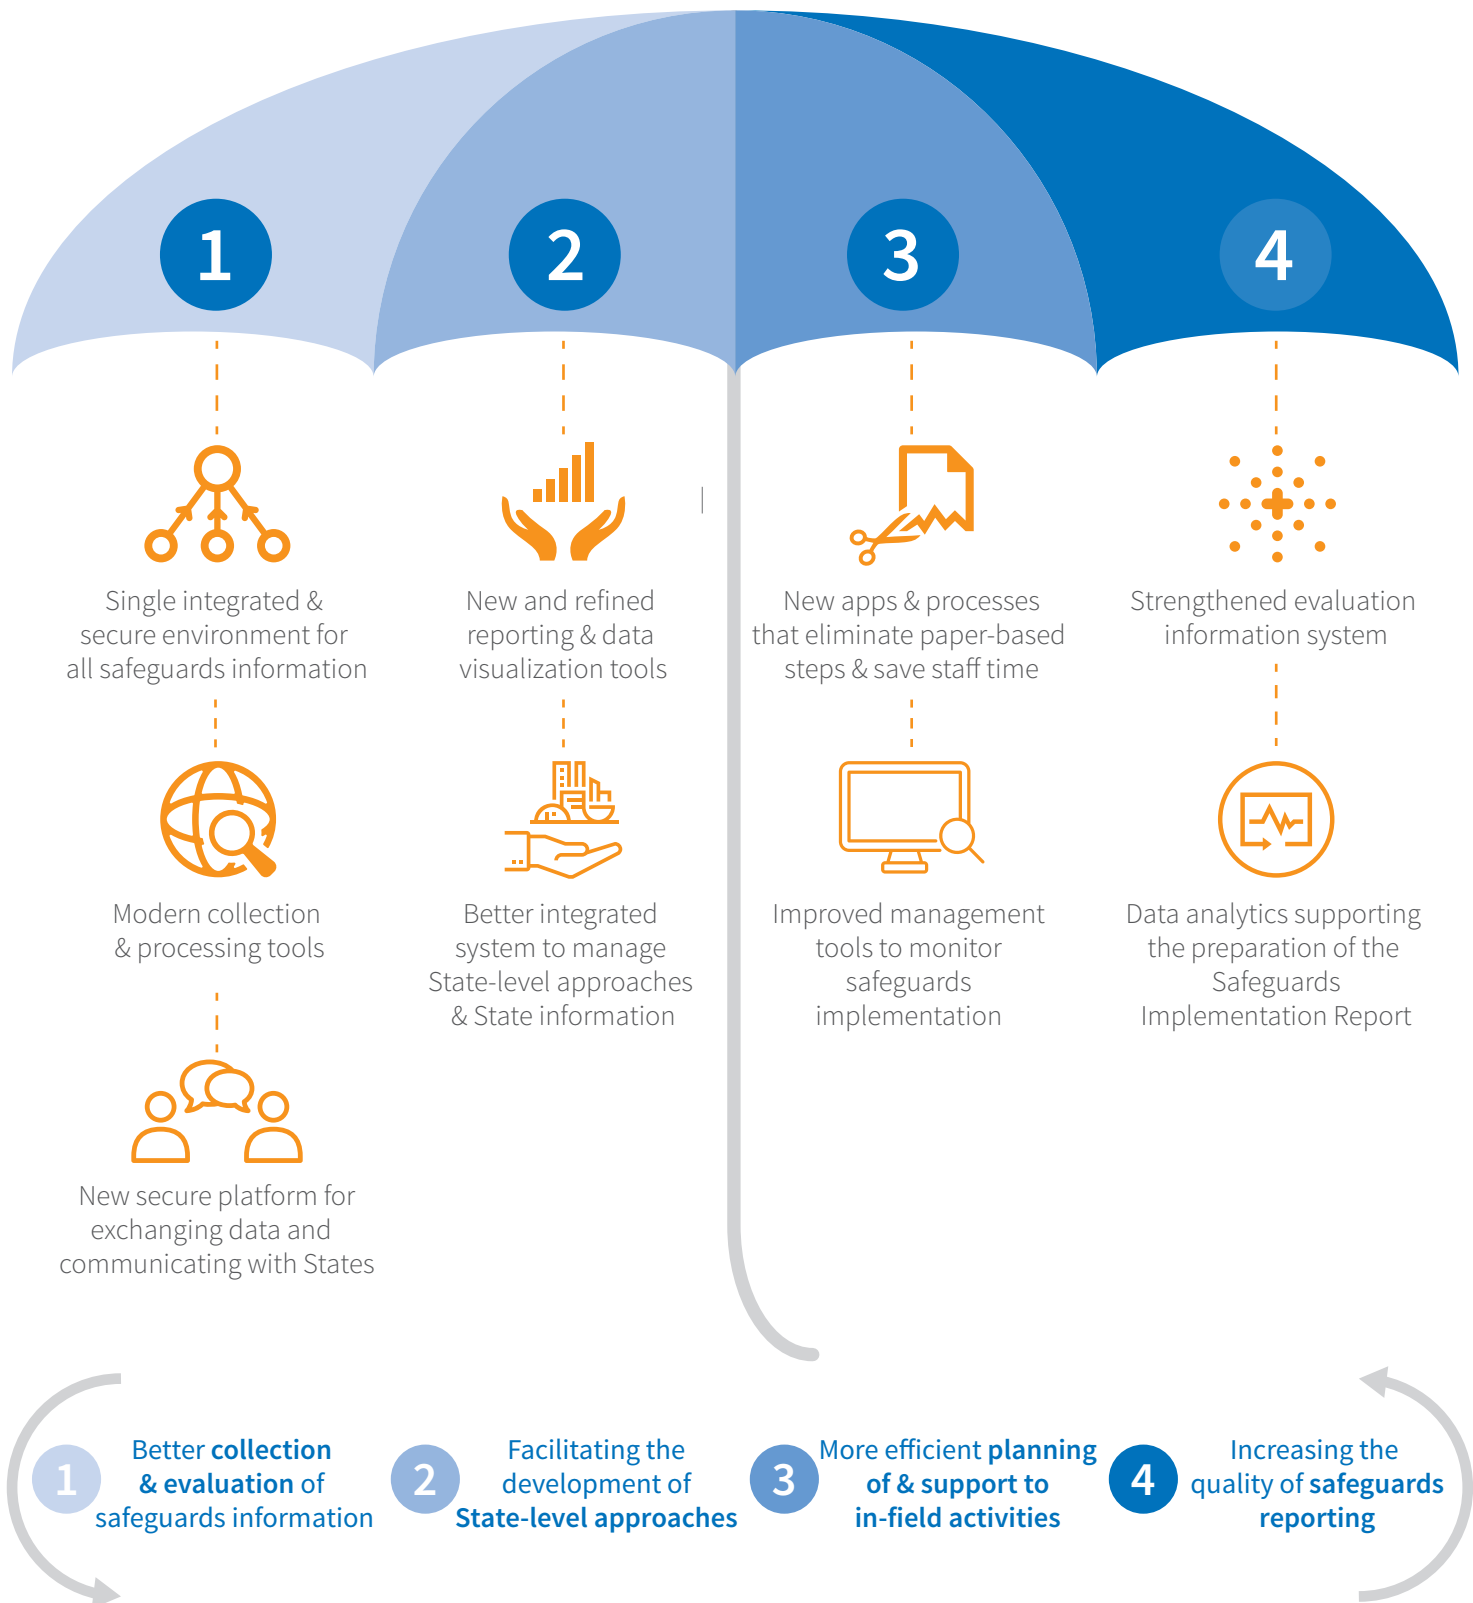 1
2
3
4
Single integrated &
secure environment for
all safeguards information
New and refined
reporting & data
visualization tools
New apps & processes
that eliminate paper-based
steps & save staff time
Strengthened evaluation
information system
Modern collection
& processing tools
Better integrated
system to manage
State-level approaches
& State information
Improved management
tools to monitor
safeguards
implementation
Data analytics supporting
the preparation of the
Safeguards
Implementation Report
New secure platform for
exchanging data and
communicating with States
1
Better collection
& evaluation of
safeguards information
2
Facilitating the
development of
State-level approaches
3
More efficient planning
of & support to
in-field activities
4
Increasing the
quality of safeguards
reporting